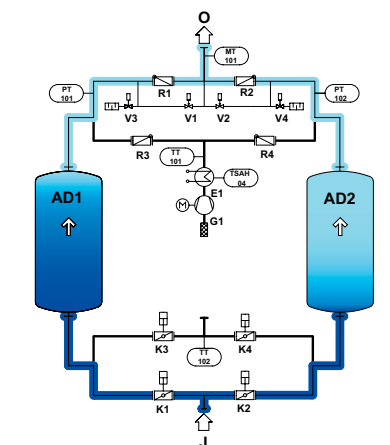 O
MT
101
R1
R2
PT
101
PT
102
V3
V1
V2
V4
R3
TT
101
R4
TSAH
04
E1
M
G1
AD1
AD2
K3
K4
TT
102
K1
K2